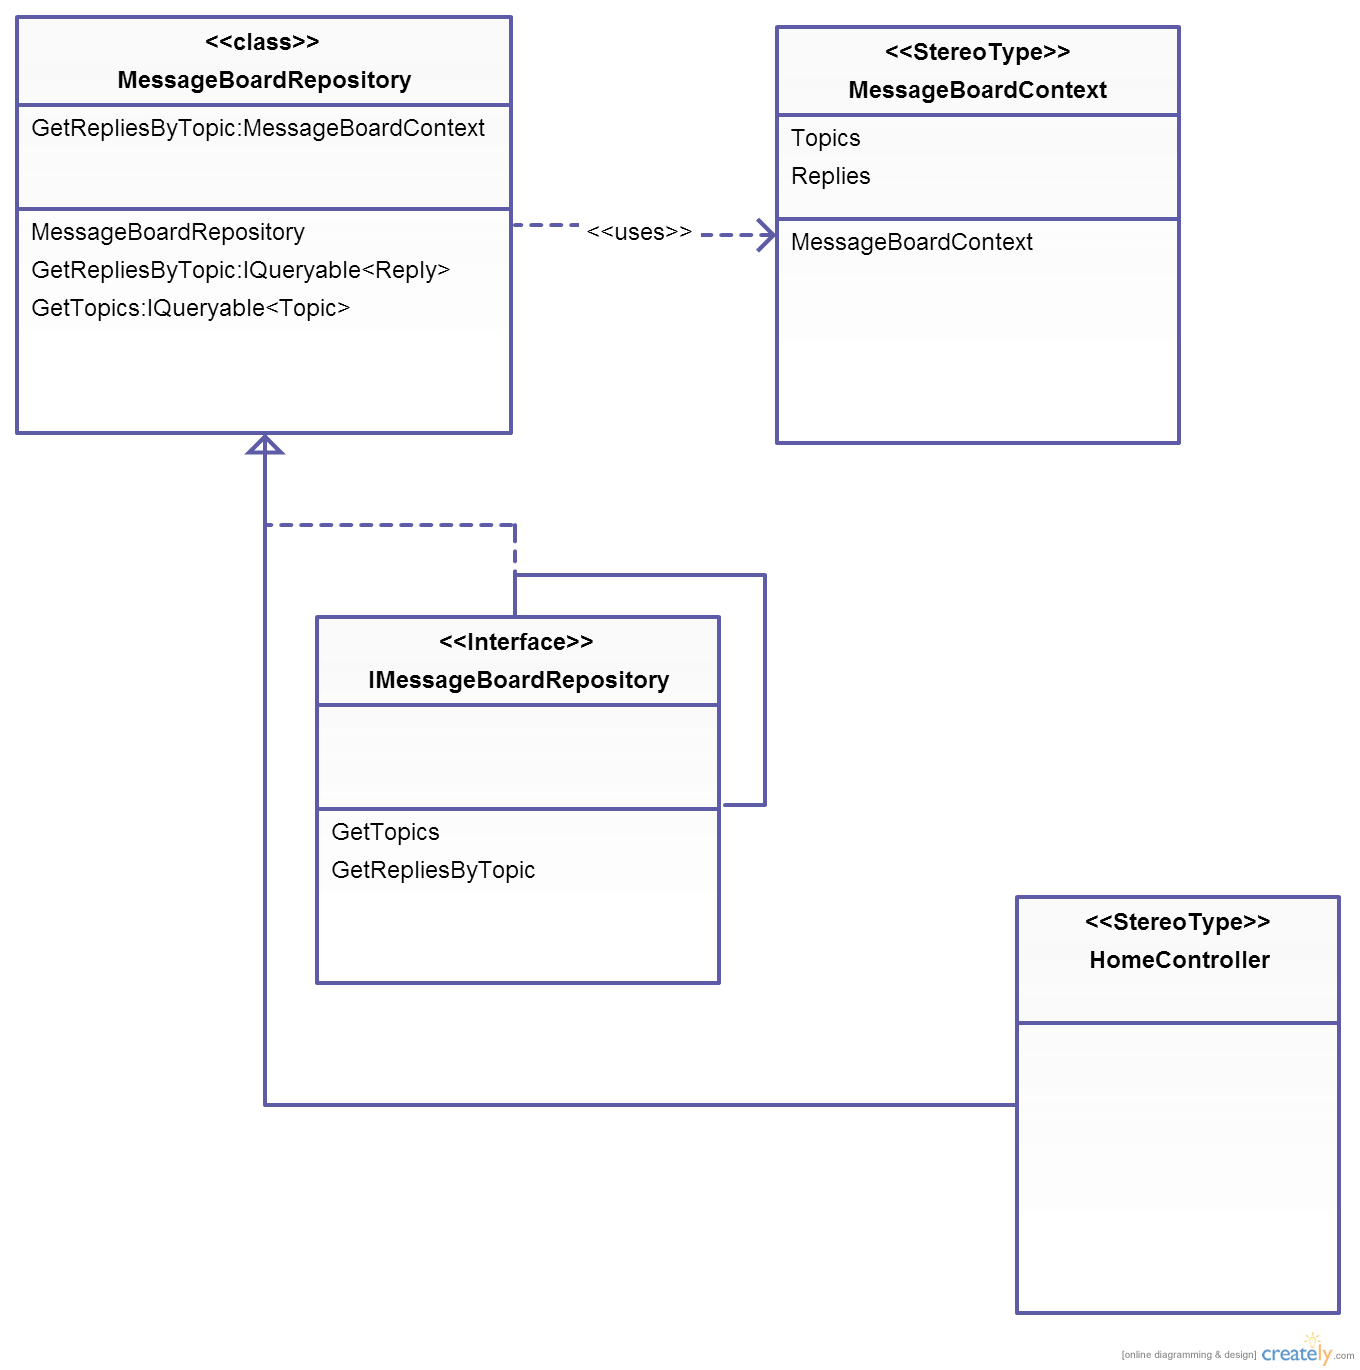 <<class>>
MessageBoardRepository
GetRepliesByTopic:MessageBoardContext
MessageBoardRepository
GetRepliesByTopic:IQueryable<Reply>
GetTopics:IQueryable<Topic>
<<uses>>
<<StereoType>>
MessageBoardContext
Topics
Replies
MessageBoardContext
<<Interface>>
IMessageBoardRepository
GetTopics
GetRepliesByTopic
<<StereoType>>
HomeController
[online diagramming & design] creately.com